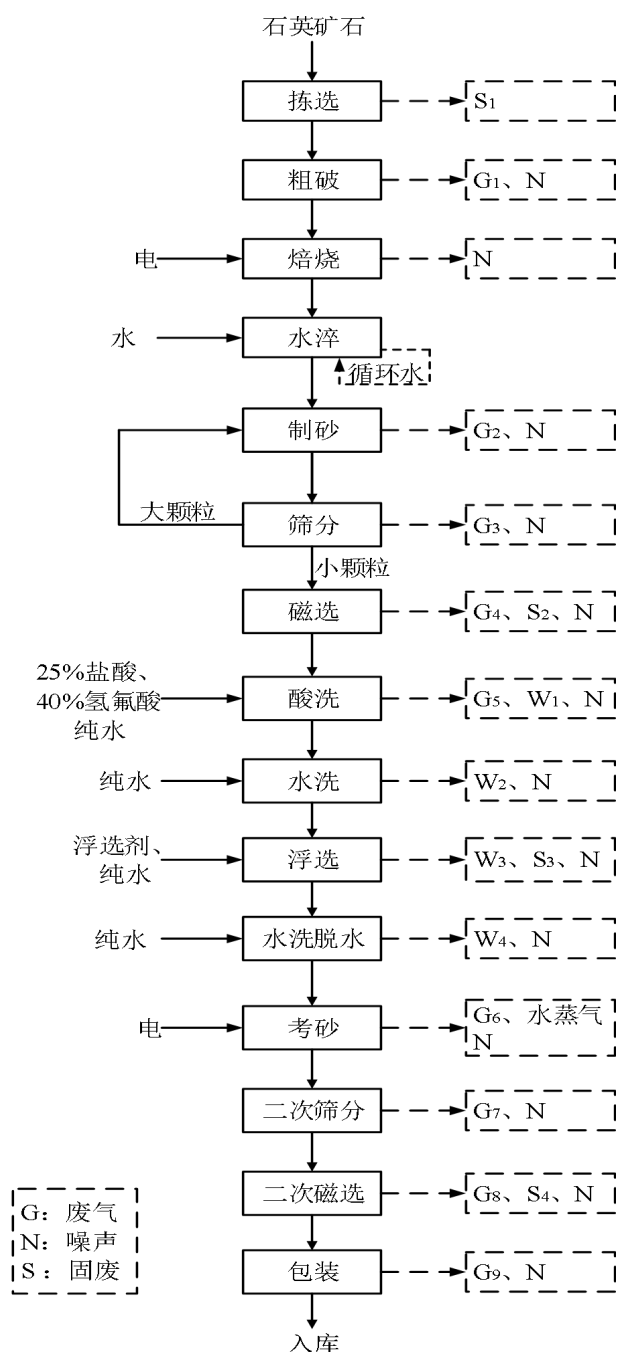 石英矿石
拣选
S1
粗破
G1、N
电
焙烧
N
水
水淬
循环水
制砂
G2、N
大颗粒
筛分
G3、N
小颗粒
磁选
G4、S2、N
25%盐酸、
40%氢氟酸
纯水
酸洗
G5、W1、N
纯水
水洗
W2、N
浮选剂、
纯水
浮选
W3、S3、N
纯水
水洗脱水
W4、N
电
考砂
G6、水蒸气
N
二次筛分
G7、N
二次磁选
G8、S4、N
G：废气
N：噪声
S：固废
包装
G9、N
入库